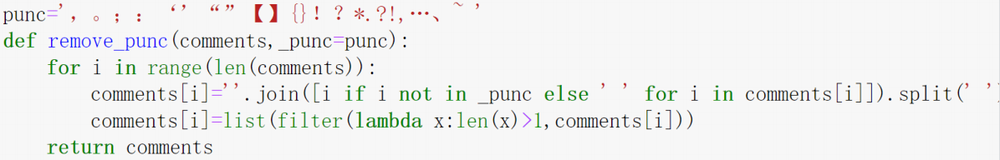 punc=', 。；： ‘’ “” 【】{}！？*.?!,…、~ '
def remove_punc(comments,_punc=punc):
    for i in range(len(comments)):
        comments[i]=''.join([i if i not in _punc else ' ' for i in comments[i]]).split(' ')
        comments[i]=list(filter(lambda x:len(x)>1,comments[i]))
    return comments